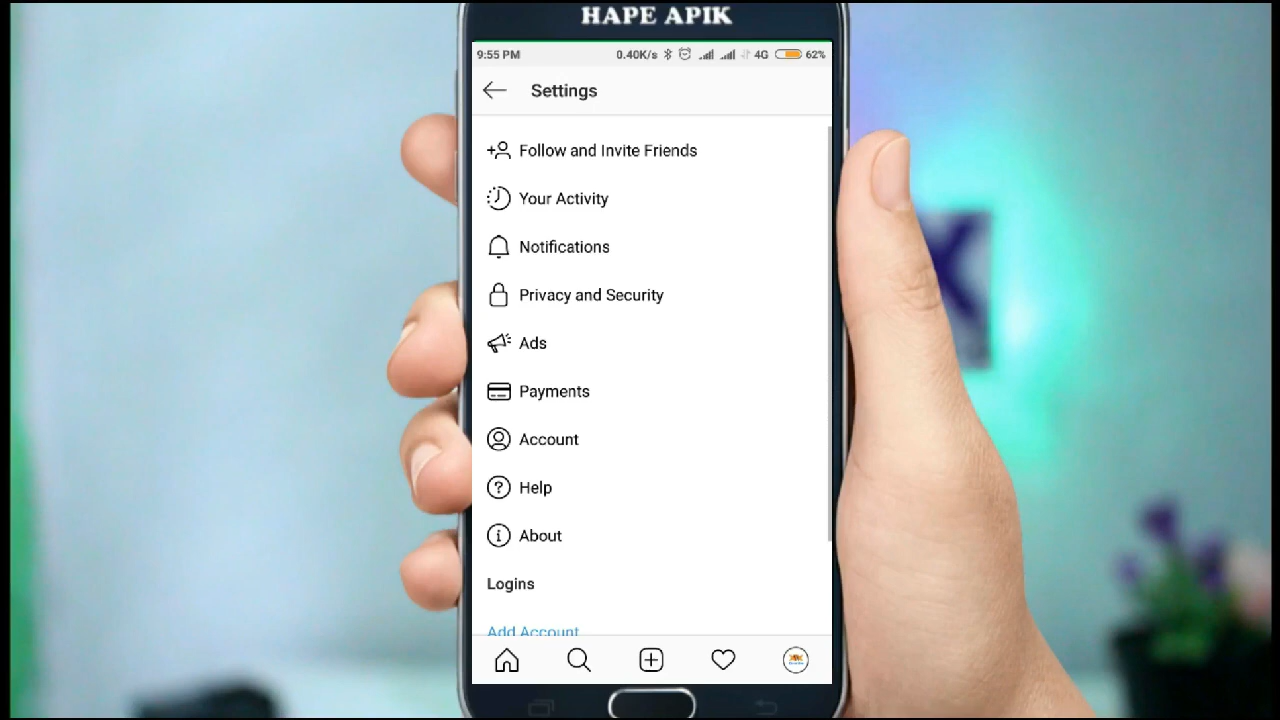 HAPE APIK
9:55 PM 0.40K/s 4G 62%
Settings
Follow and Invite Friends
Your Activity
Notifications
Privacy and Security
Ads
Payments
Account
Help
About
Logins
Add Account
K